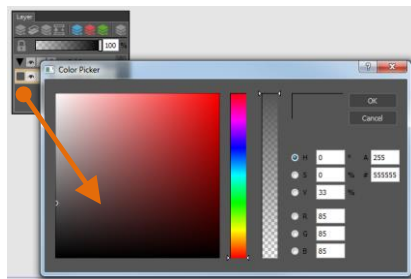 Layer
100 %
Color Picker
OK
Cancel
H 0 ° A 255
S 0 % # 555555
V 33 %
R 85
G 85
B 85